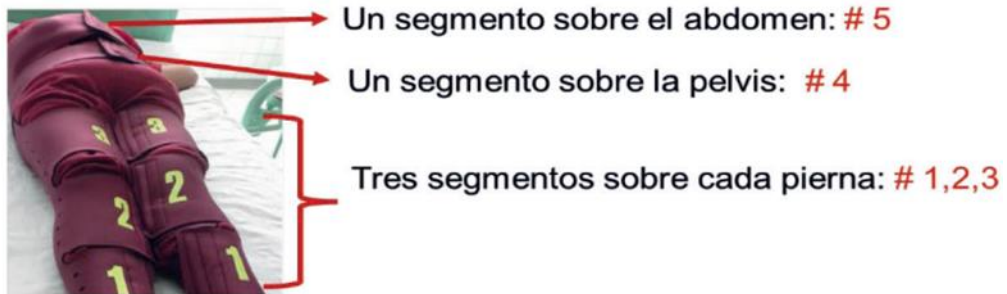 Un segmento sobre el abdomen: # 5
Un segmento sobre la pelvis: # 4
3 3
Tres segmentos sobre cada pierna: # 1,2,3
2 2
1 1